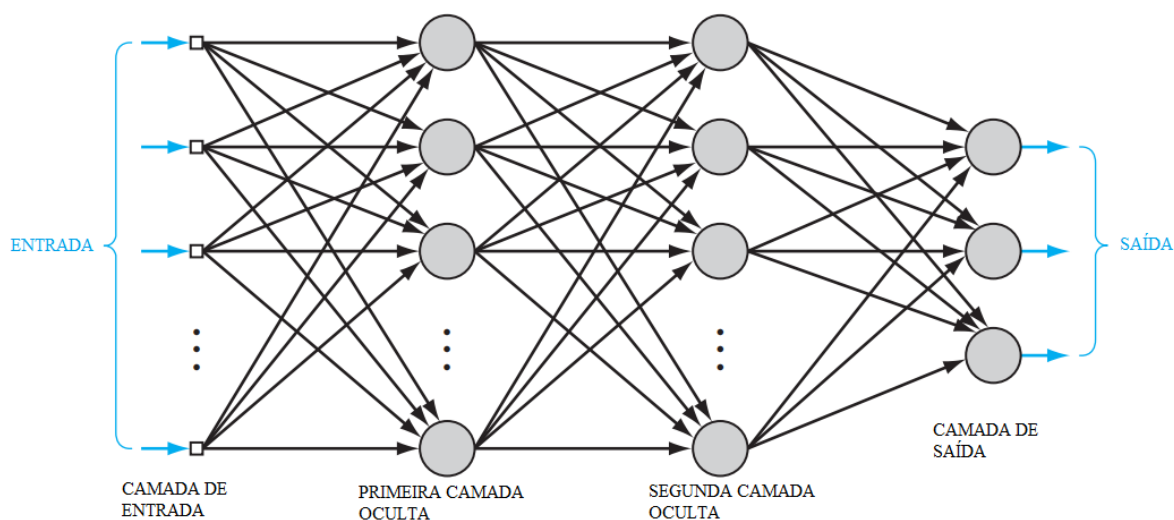 ENTRADA
SAÍDA
CAMADA DE
ENTRADA
PRIMEIRA CAMADA
OCULTA
SEGUNDA CAMADA
OCULTA
CAMADA DE
SAÍDA